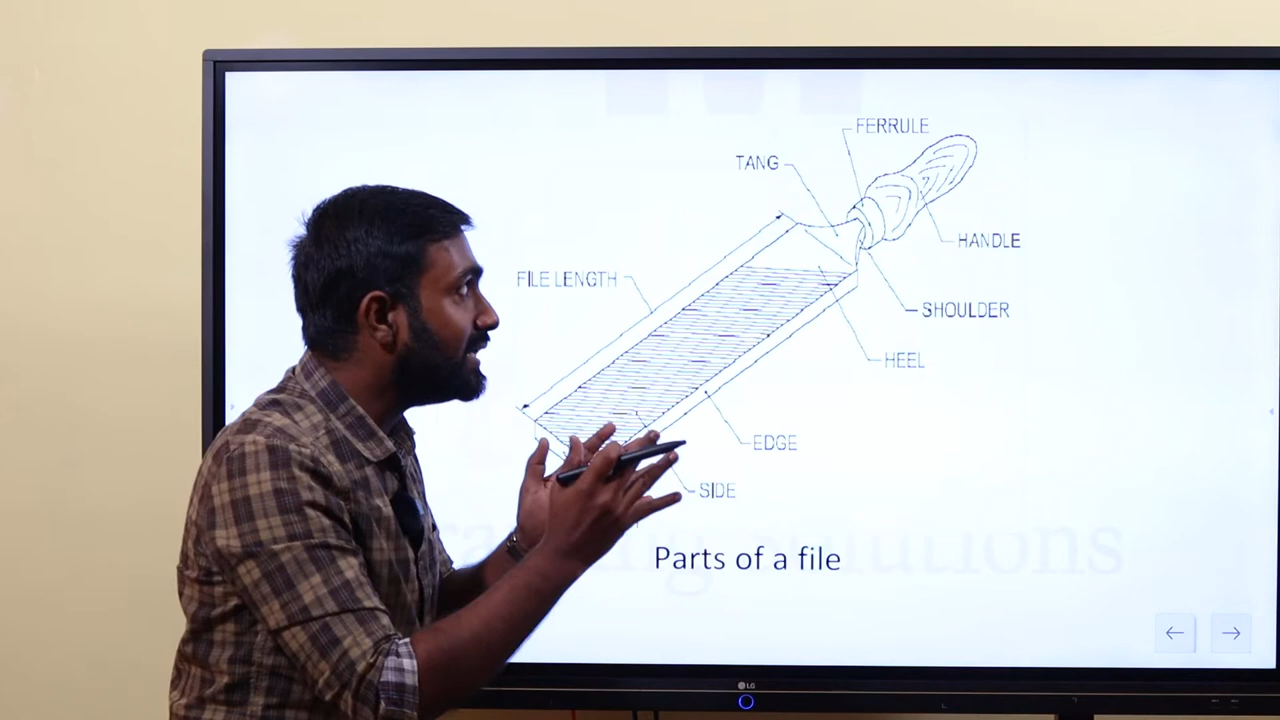 FERRULE
TANG
HANDLE
FILE LENGTH
SHOULDER
HEEL
EDGE
SIDE
Parts of a file
LG